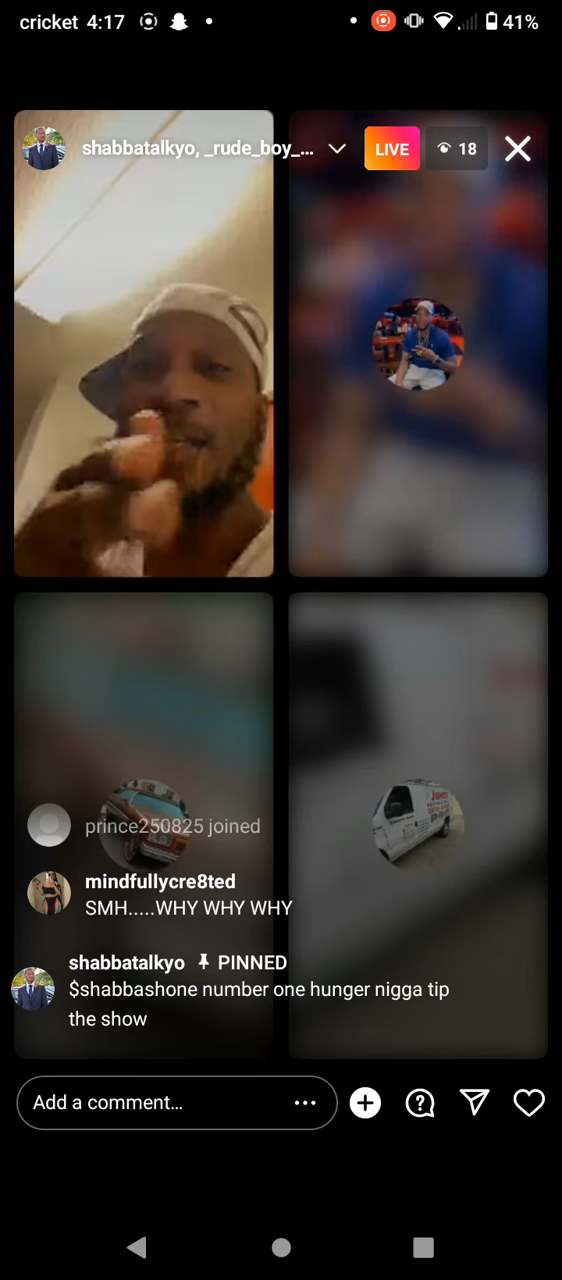 cricket 4:17 41%
shabbatalkyo, _rude_boy_... LIVE 18
prince250825 joined
mindfullycre8ted
SMH.....WHY WHY WHY
shabbatalkyo PINNED
$shabbashone number one hunger nigga tip
the show
Add a comment...